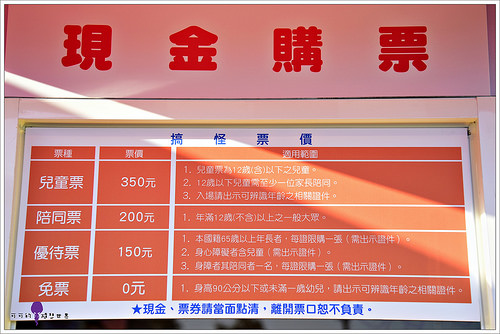 現金購票
搞怪票價
票種 票價 適用範圍
兒童票 350元
1. 兒童票為12歲(含)以下之兒童。
2. 12歲以下兒童需至少一位家長陪同。
3. 入場請出示可辨識年齡之相關證件。
陪同票 200元 1. 年滿12歲(不含)以上之一般大眾。
優待票 150元
1. 本國籍65歲以上年長者，每證限購一張（需出示證件）。
2. 身心障礙者含兒童（需出示證件）。
3. 身障者其陪同者一名，每證限購一張（需出示證件）。
免票 0元 1. 身高90公分以下或未滿一歲幼兒，請出示可辨識年齡之相關證件。
★現金、票券請當面點清，離開票口恕不負責。